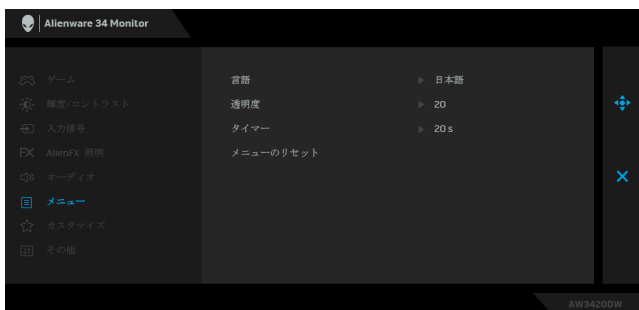 Alienware 34 Monitor
ゲーム
輝度/コントラスト
入力信号
AlienFX 照明
オーディオ
メニュー
カスタマイズ
その他
言語 日本語
透明度 20
タイマー 20 s
メニューのリセット
AW3420DW